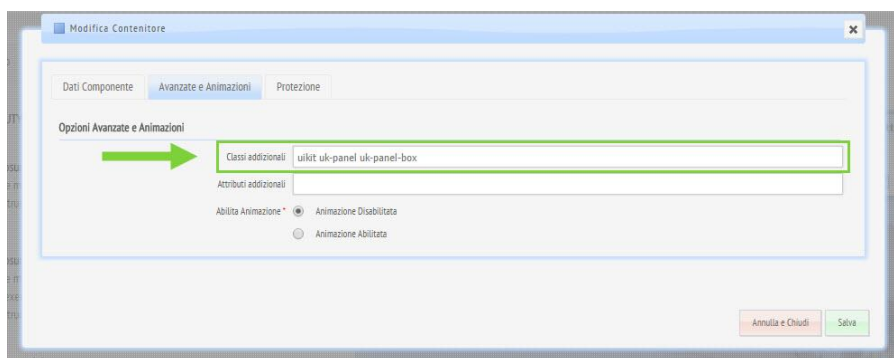 Modifica Contenitore
Dati Componente Avanzate e Animazioni Protezione
Opzioni Avanzate e Animazioni
Classi addizionali uikit uk-panel uk-panel-box
Attributi addizionali
Abilita Animazione * Animazione Disabilitata
Animazione Abilitata
Annulla e Chiudi Salva